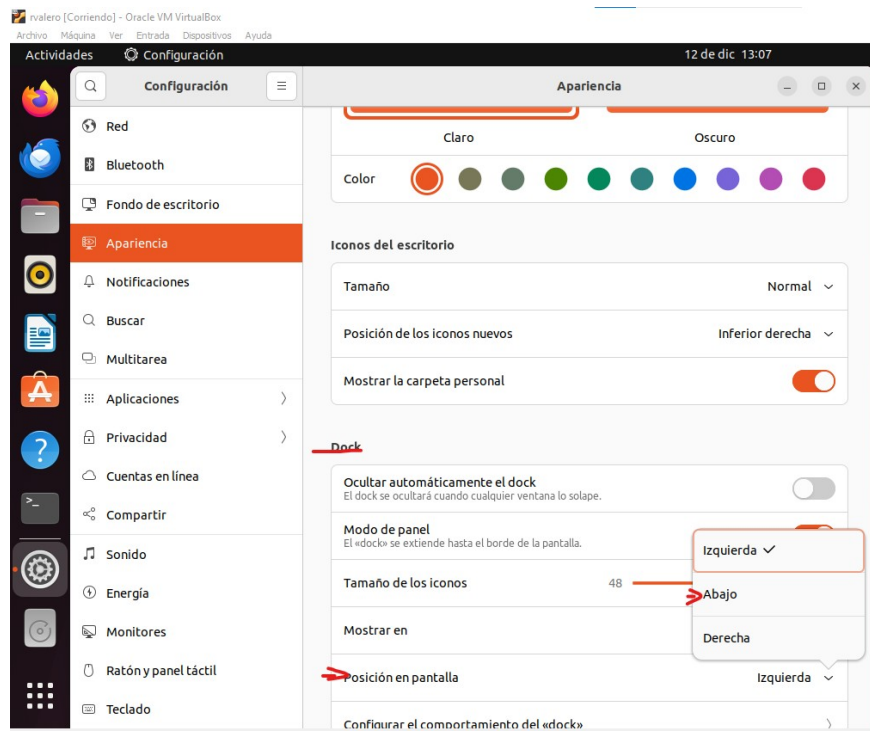 rvalero [Corriendo] - Oracle VM VirtualBox
Archivo Máquina Ver Entrada Dispositivos Ayuda
Actividades Configuración 12 de dic 13:07
Configuración
Apariencia
Red
Bluetooth
Fondo de escritorio
Apariencia
Notificaciones
Buscar
Multitarea
Aplicaciones
Privacidad
Cuentas en línea
Compartir
Sonido
Energía
Monitores
Ratón y panel táctil
Teclado
Claro Oscuro
Color
Iconos del escritorio
Tamaño Normal
Posición de los iconos nuevos Inferior derecha
Mostrar la carpeta personal
Dock
Ocultar automáticamente el dock
El dock se ocultará cuando cualquier ventana lo solape.
Modo de panel
El «dock» se extiende hasta el borde de la pantalla.
Tamaño de los iconos 48
Mostrar en
Posición en pantalla Izquierda
Configurar el comportamiento del «dock»
Izquierda
Abajo
Derecha